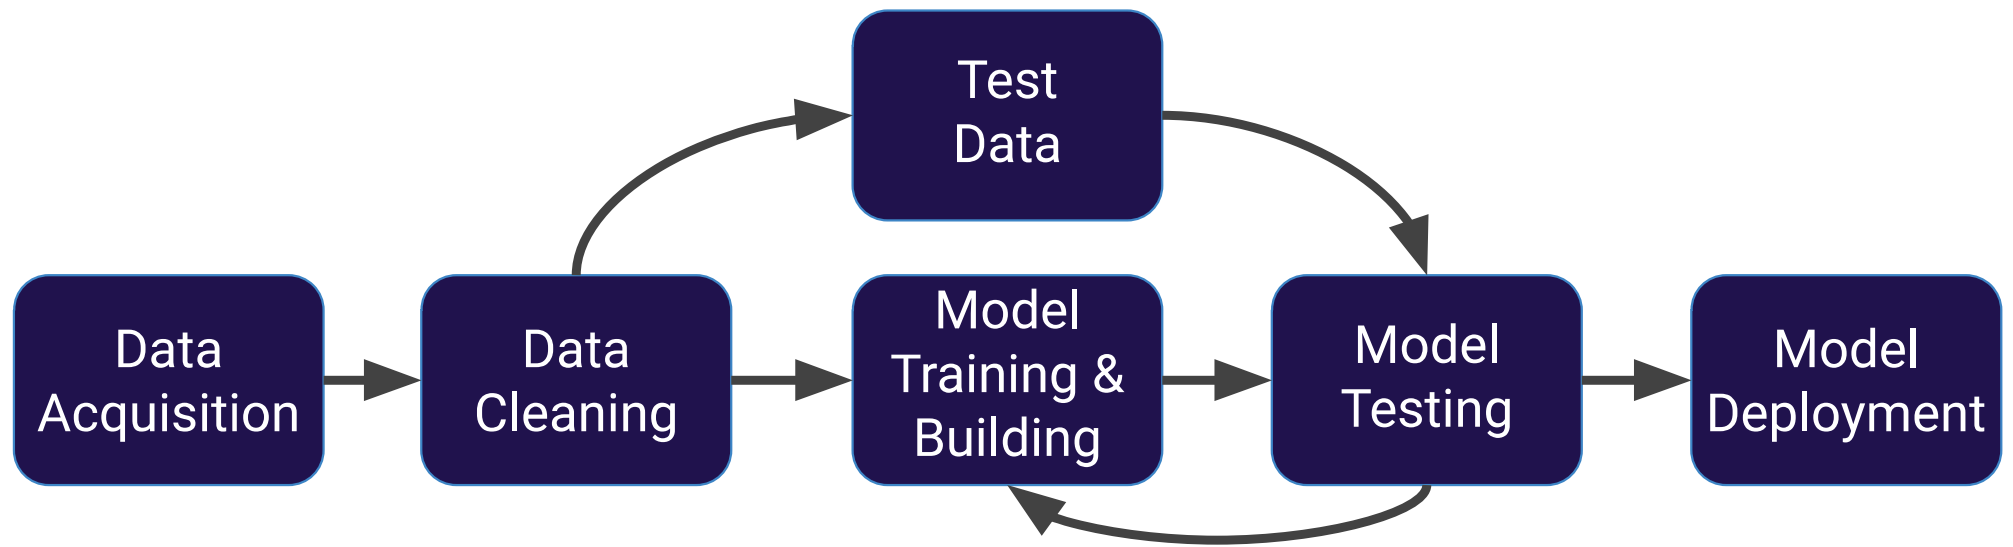 Test
Data
Data
Acquisition
Data
Cleaning
Model
Training &
Building
Model
Testing
Model
Deployment